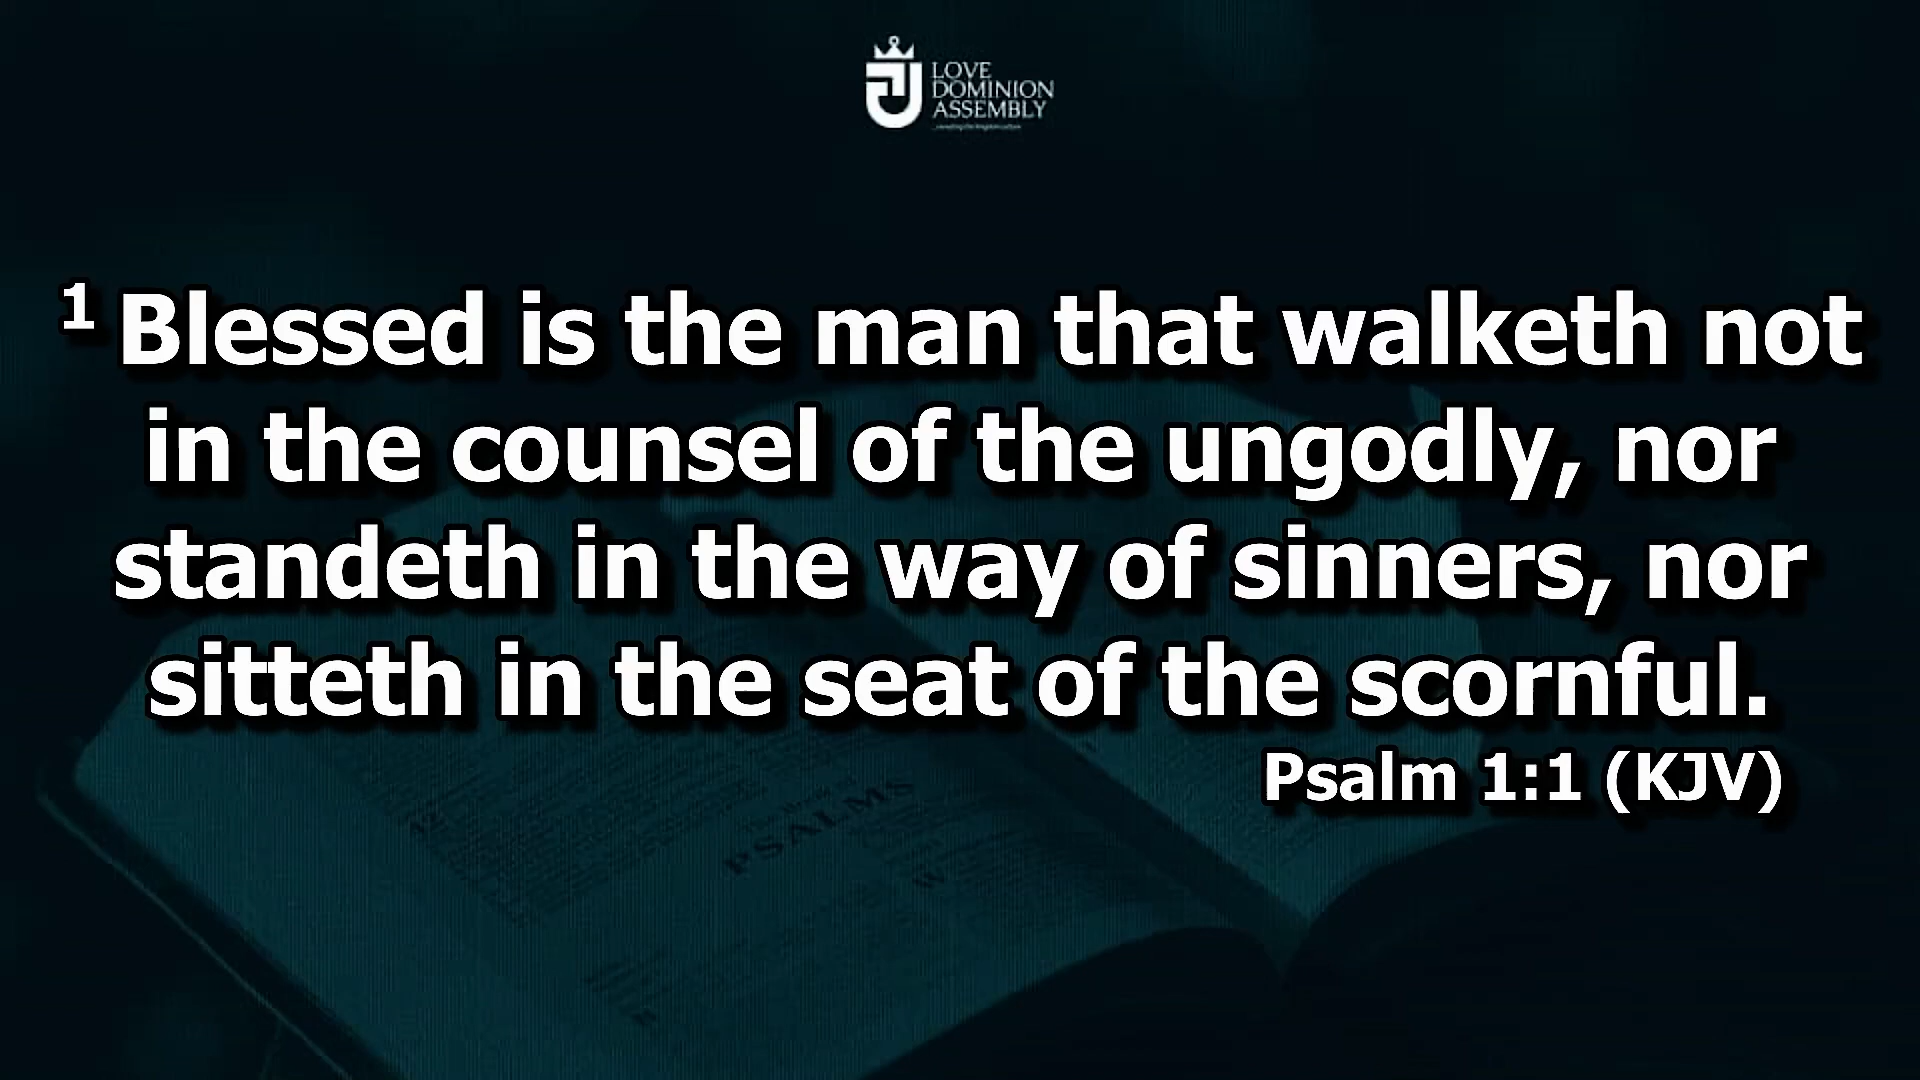 LOVE
DOMINION
ASSEMBLY
1 Blessed is the man that walketh not
in the counsel of the ungodly, nor
standeth in the way of sinners, nor
sitteth in the seat of the scornful.
Psalm 1:1 (KJV)
PSALMS